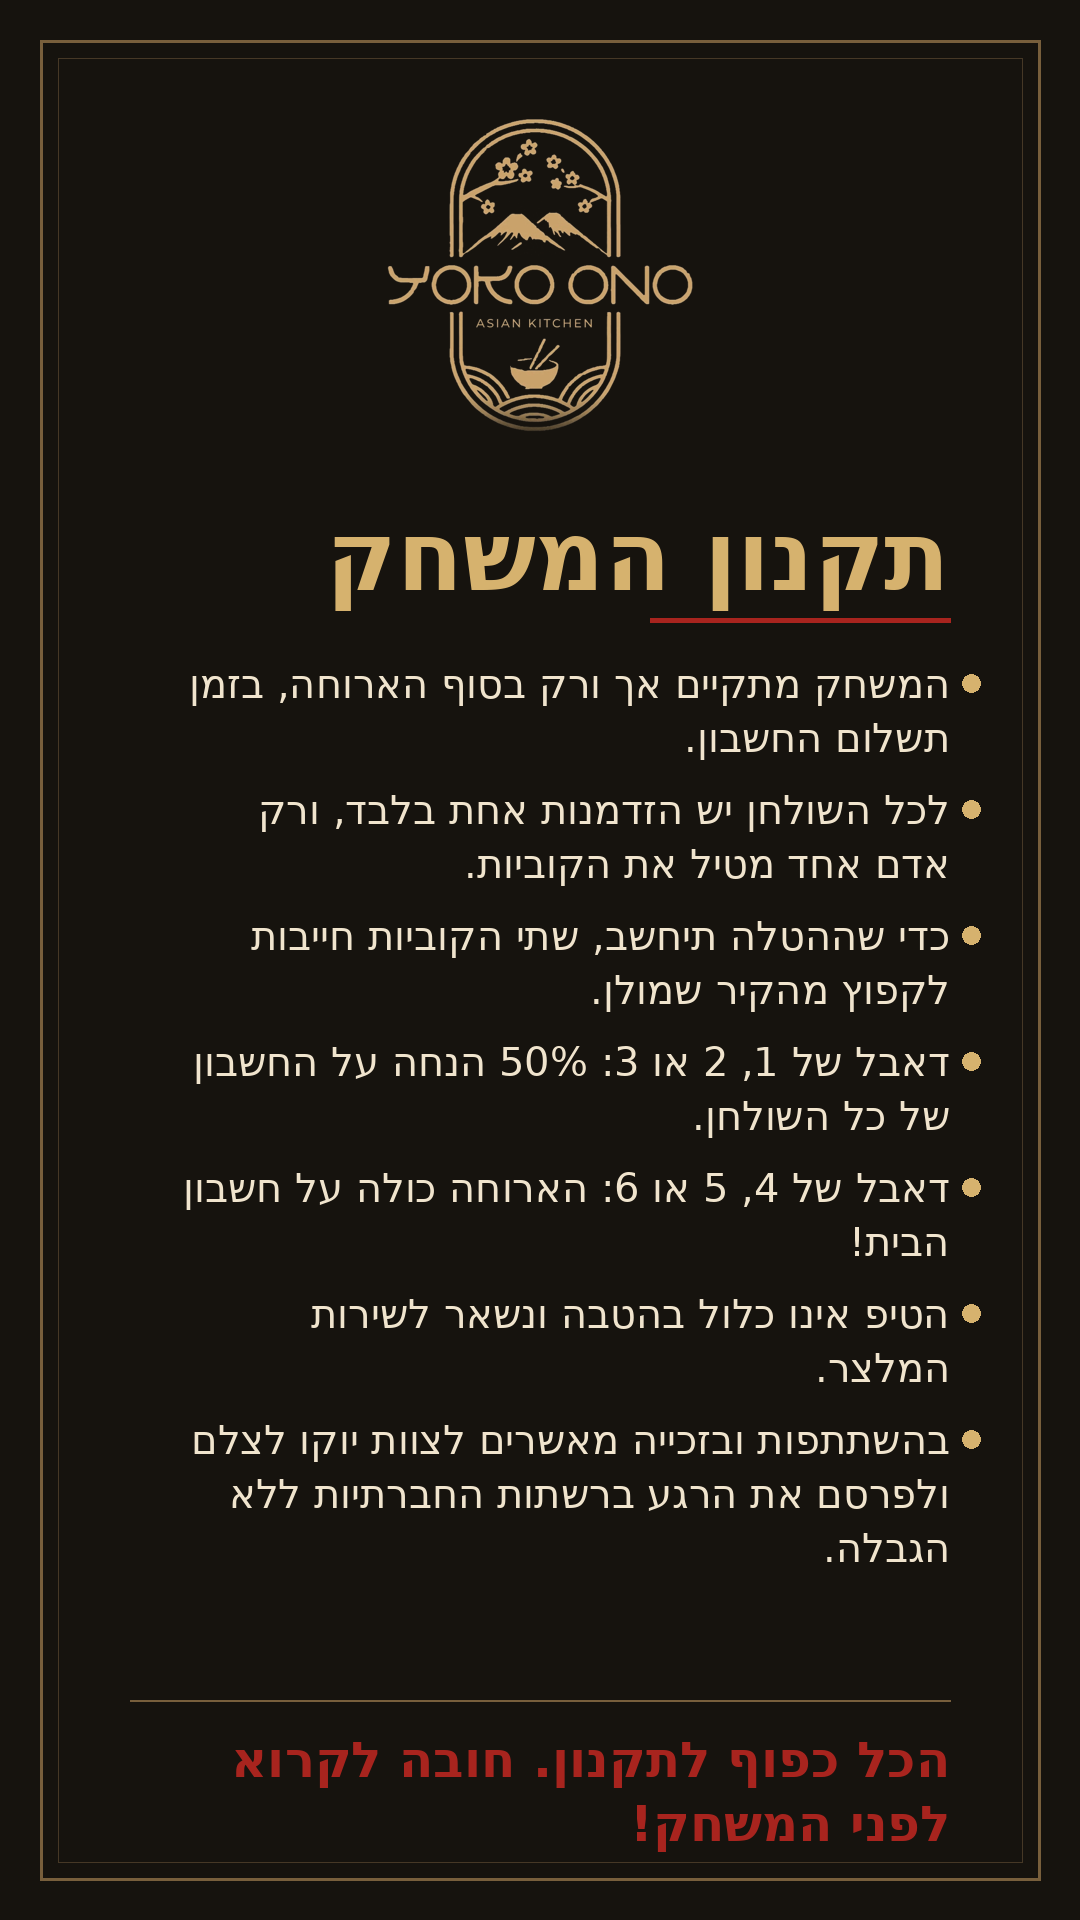 YOKO ONO
ASIAN KITCHEN
תקנון המשחק
המשחק מתקיים אך ורק בסוף הארוחה, בזמן
תשלום החשבון.
לכל השולחן יש הזדמנות אחת בלבד, ורק
אדם אחד מטיל את הקוביות.
כדי שההטלה תיחשב, שתי הקוביות חייבות
לקפוץ מהקיר שמולן.
דאבל של 1, 2 או 3: 50% הנחה על החשבון
של כל השולחן.
דאבל של 4, 5 או 6: הארוחה כולה על חשבון
הבית!
הטיפ אינו כלול בהטבה ונשאר לשירות
המלצר.
בהשתתפות ובזכייה מאשרים לצוות יוקו לצלם
ולפרסם את הרגע ברשתות החברתיות ללא
הגבלה.
הכל כפוף לתקנון. חובה לקרוא
לפני המשחק!